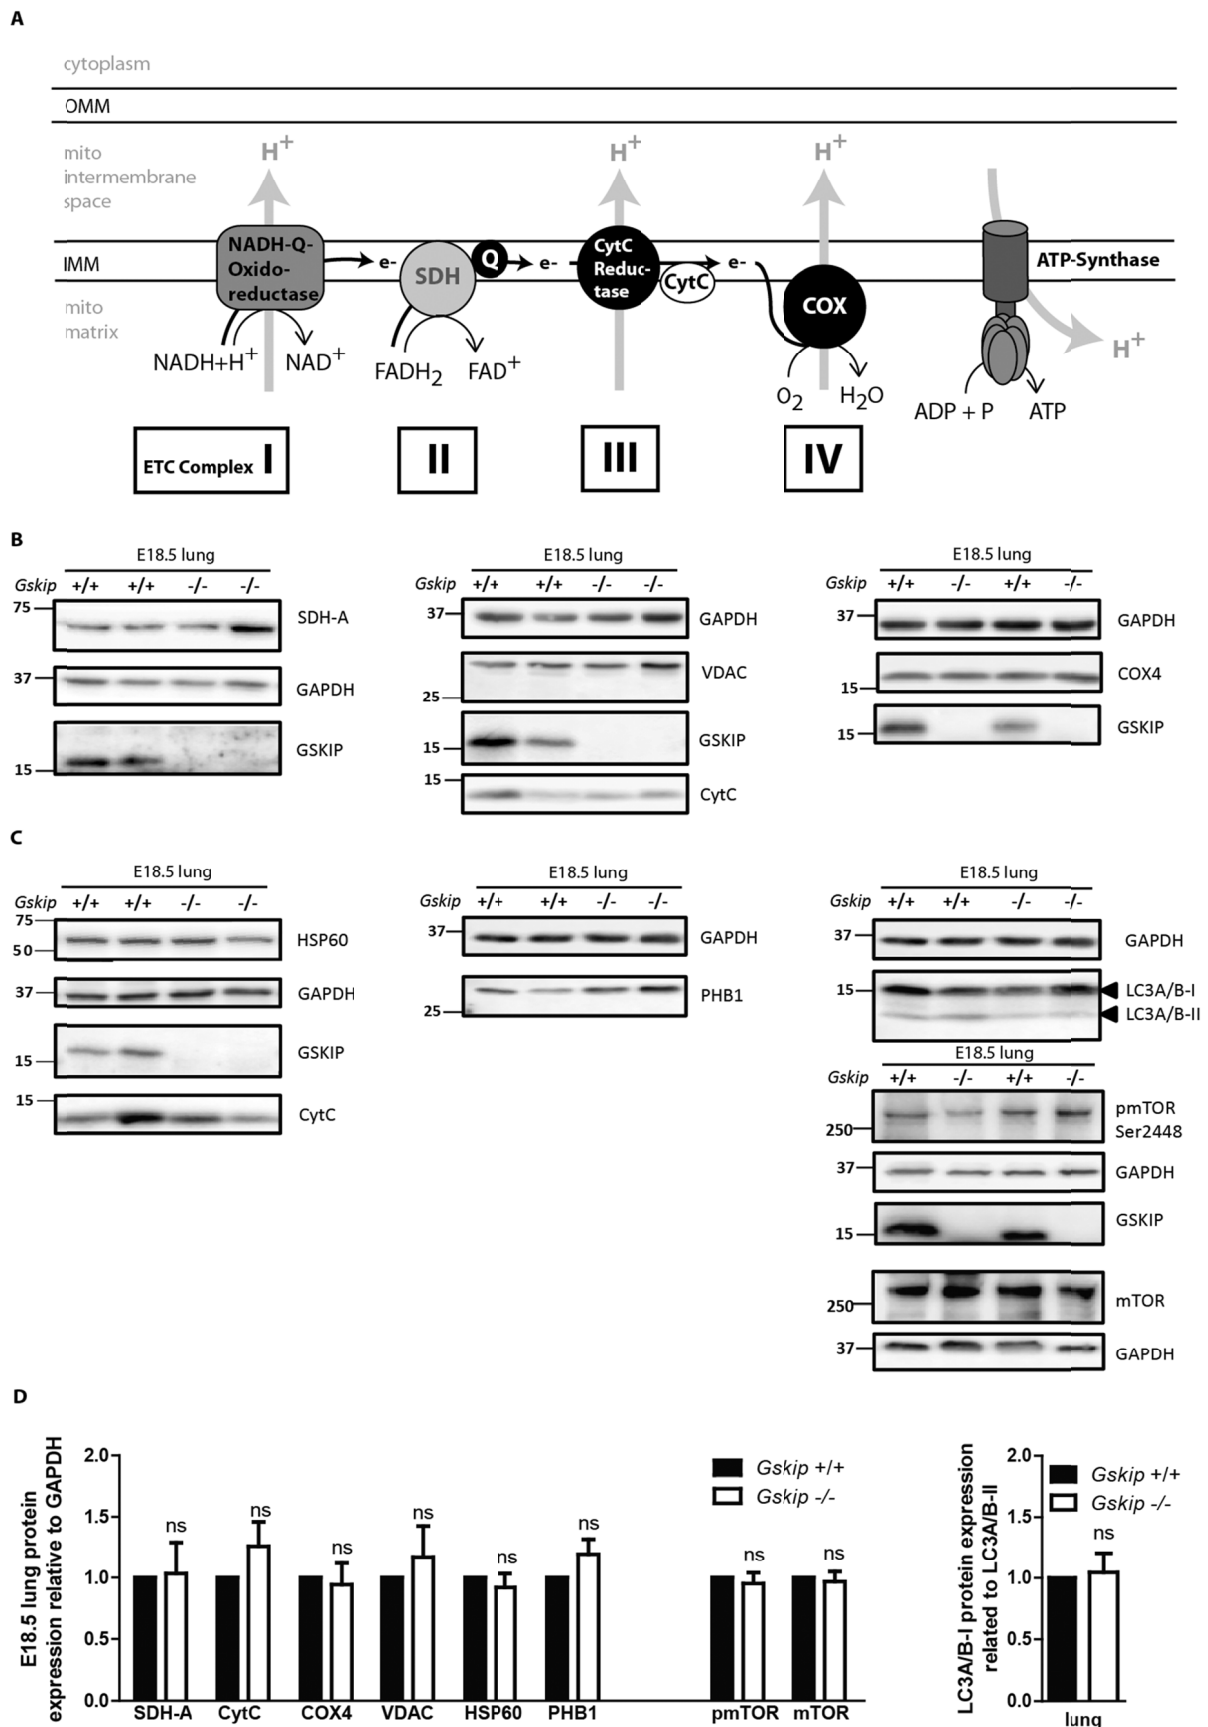 A
cytoplasm
OMM
mito
intermembrane
space
H+
H+
H+
IMM
NADH-Q-
Oxido-
reductase
e-
SDH
Q
e-
CytC
Reduc-
tase
CytC
e-
COX
ATP-Synthase
mito
matrix
NADH+H+
NAD+
FADH2
FAD+
O2
H2O
ADP + P
ATP
H+
ETC Complex I
II
III
IV
B
E18.5 lung
Gskip +/+ +/+ -/- -/-
75
SDH-A
37
GAPDH
15
GSKIP
E18.5 lung
Gskip +/+ +/+ -/- -/-
37
GAPDH
VDAC
25
15
GSKIP
15
CytC
E18.5 lung
Gskip +/+ -/- +/+ -/-
37
GAPDH
15
COX4
15
GSKIP
C
E18.5 lung
Gskip +/+ +/+ -/- -/-
75
50
HSP60
37
GAPDH
15
GSKIP
15
CytC
E18.5 lung
Gskip +/+ +/+ -/- -/-
37
GAPDH
PHB1
25
E18.5 lung
Gskip +/+ +/+ -/- -/-
37
GAPDH
15
LC3A/B-I
LC3A/B-II
E18.5 lung
Gskip +/+ -/- +/+ -/-
pmTOR
Ser2448
250
37
GAPDH
GSKIP
15
mTOR
250
37
GAPDH
D
E18.5 lung protein
expression relative to GAPDH
2.0
1.5
1.0
0.5
0.0
ns
ns
ns
ns
ns
ns
ns
ns
Gskip +/+
Gskip -/-
SDH-A CytC COX4 VDAC HSP60 PHB1 pmTOR mTOR
LC3A/B-I protein expression
related to LC3A/B-II
2.0
1.5
1.0
0.5
0.0
Gskip +/+
Gskip -/-
ns
lung